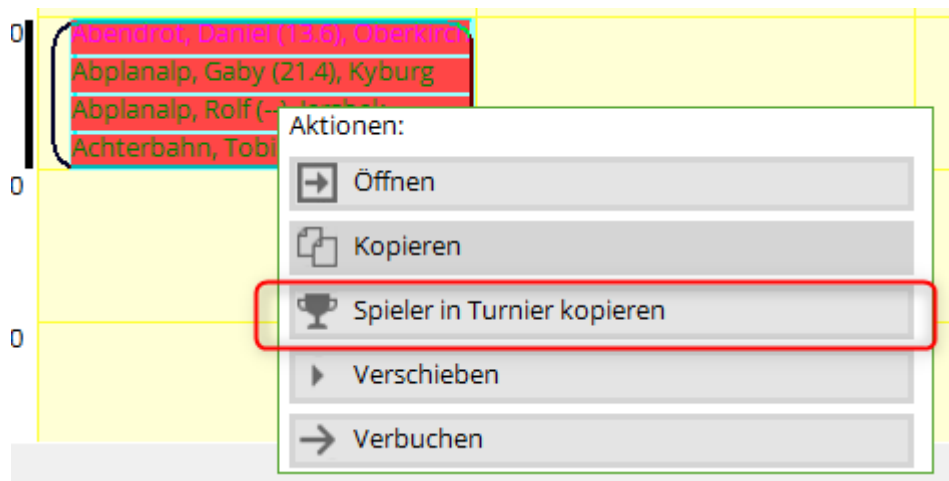 0
Abendrot, Daniel (13.6), Oberkirch
Abplanalp, Gaby (21.4), Kyburg
Abplanalp, Rolf (--),
Achterbahn, Tobi
Aktionen:
0
Öffnen
Kopieren
Spieler in Turnier kopieren
0
Verschieben
Verbuchen